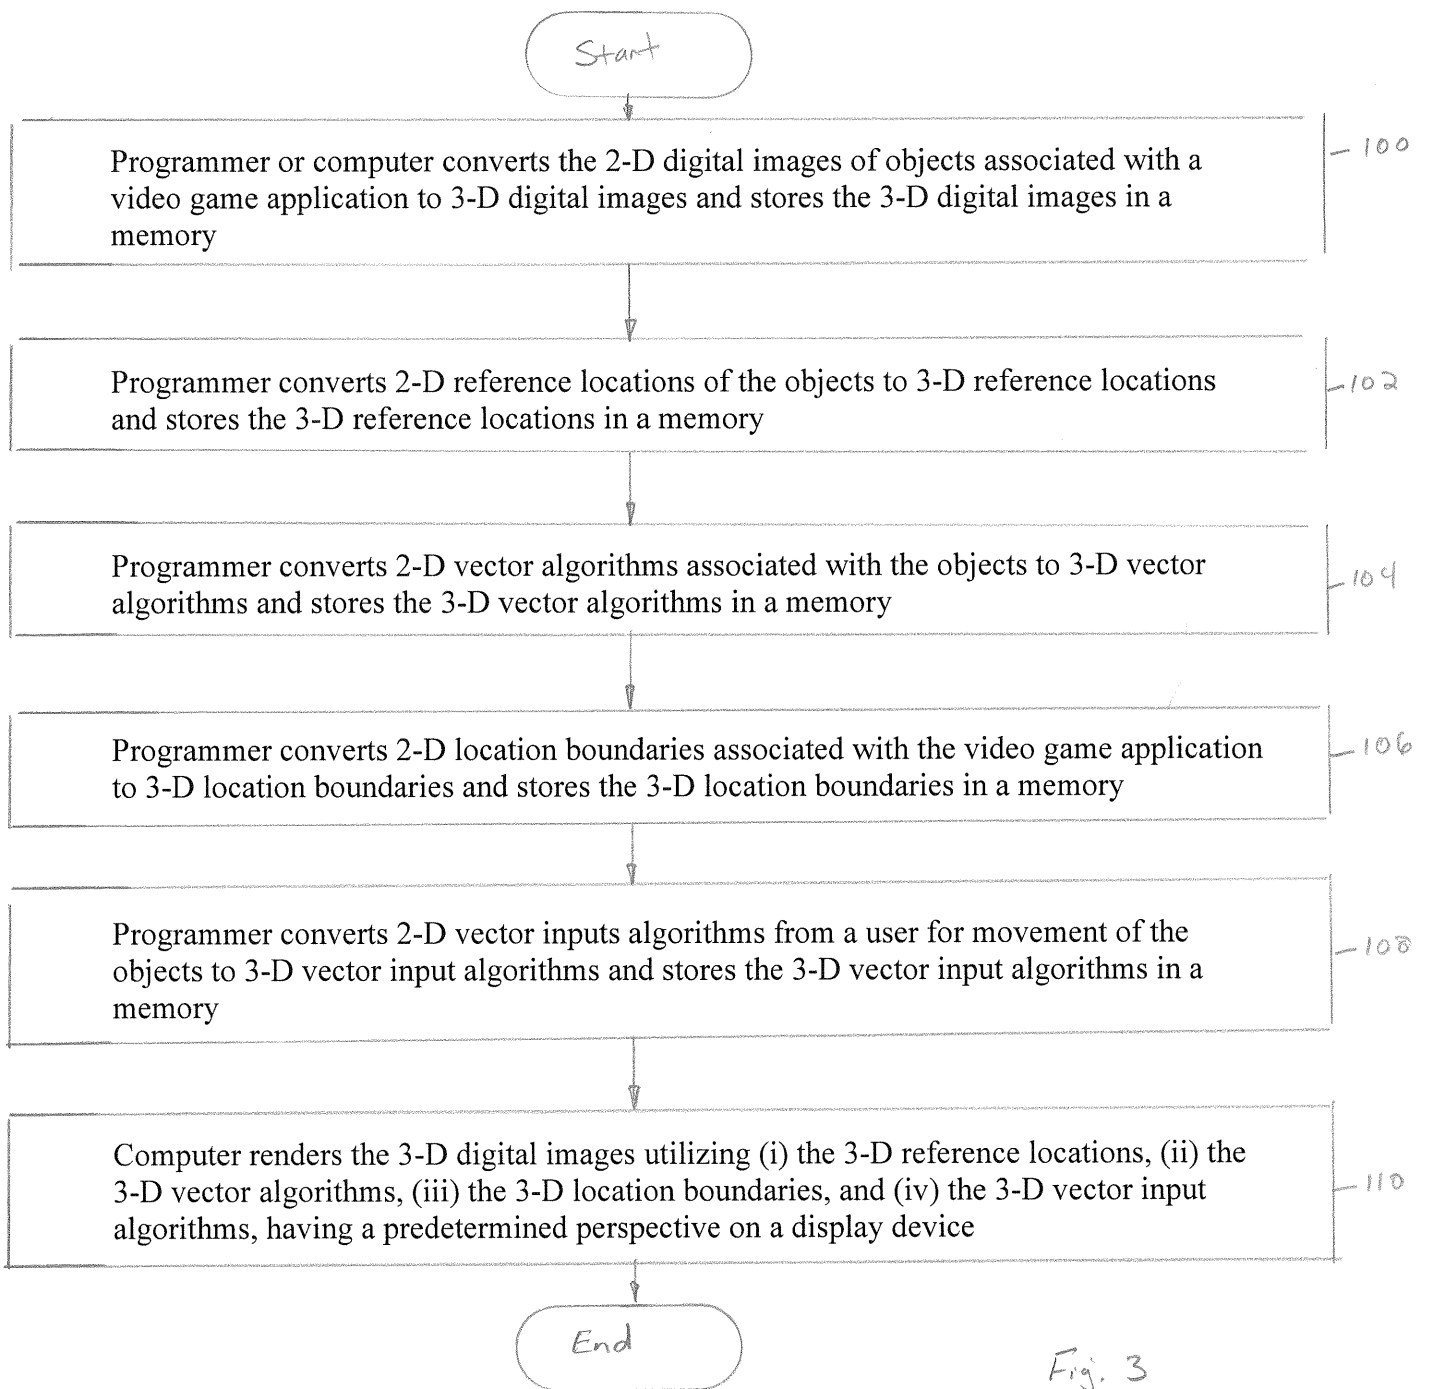 Start
Programmer or computer converts the 2-D digital images of objects associated with a
video game application to 3-D digital images and stores the 3-D digital images in a
memory
100
Programmer converts 2-D reference locations of the objects to 3-D reference locations
and stores the 3-D reference locations in a memory
102
Programmer converts 2-D vector algorithms associated with the objects to 3-D vector
algorithms and stores the 3-D vector algorithms in a memory
104
Programmer converts 2-D location boundaries associated with the video game application
to 3-D location boundaries and stores the 3-D location boundaries in a memory
106
Programmer converts 2-D vector inputs algorithms from a user for movement of the
objects to 3-D vector input algorithms and stores the 3-D vector input algorithms in a
memory
108
Computer renders the 3-D digital images utilizing (i) the 3-D reference locations, (ii) the
3-D vector algorithms, (iii) the 3-D location boundaries, and (iv) the 3-D vector input
algorithms, having a predetermined perspective on a display device
110
End
Fig. 3